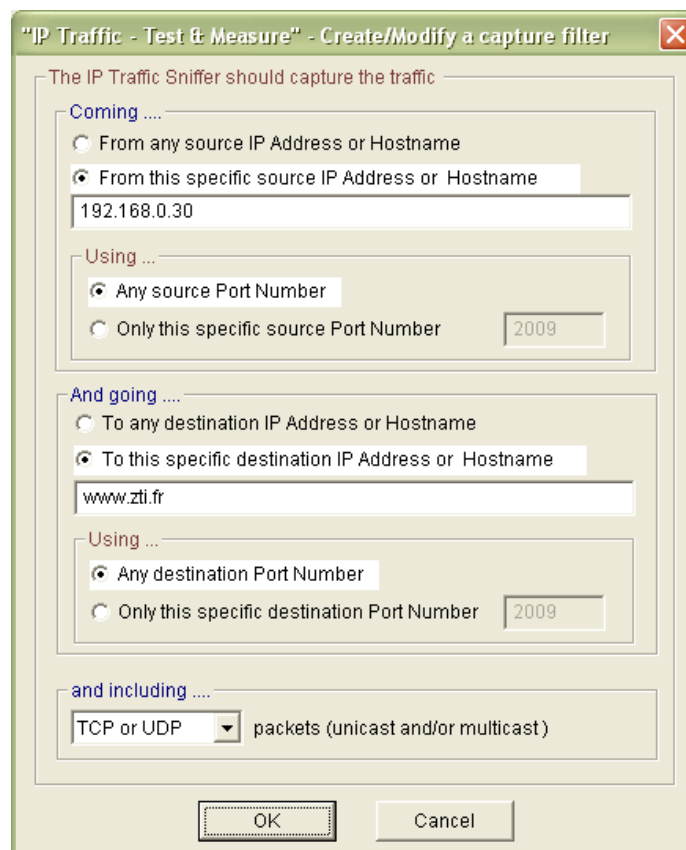 "IP Traffic - Test & Measure" - Create/Modify a capture filter
The IP Traffic Sniffer should capture the traffic
Coming ....
From any source IP Address or Hostname
From this specific source IP Address or Hostname
192.168.0.30
Using ...
Any source Port Number
Only this specific source Port Number 2009
And going ....
To any destination IP Address or Hostname
To this specific destination IP Address or Hostname
www.zti.fr
Using ...
Any destination Port Number
Only this specific destination Port Number 2009
and including ....
TCP or UDP packets (unicast and/or multicast )
OK Cancel